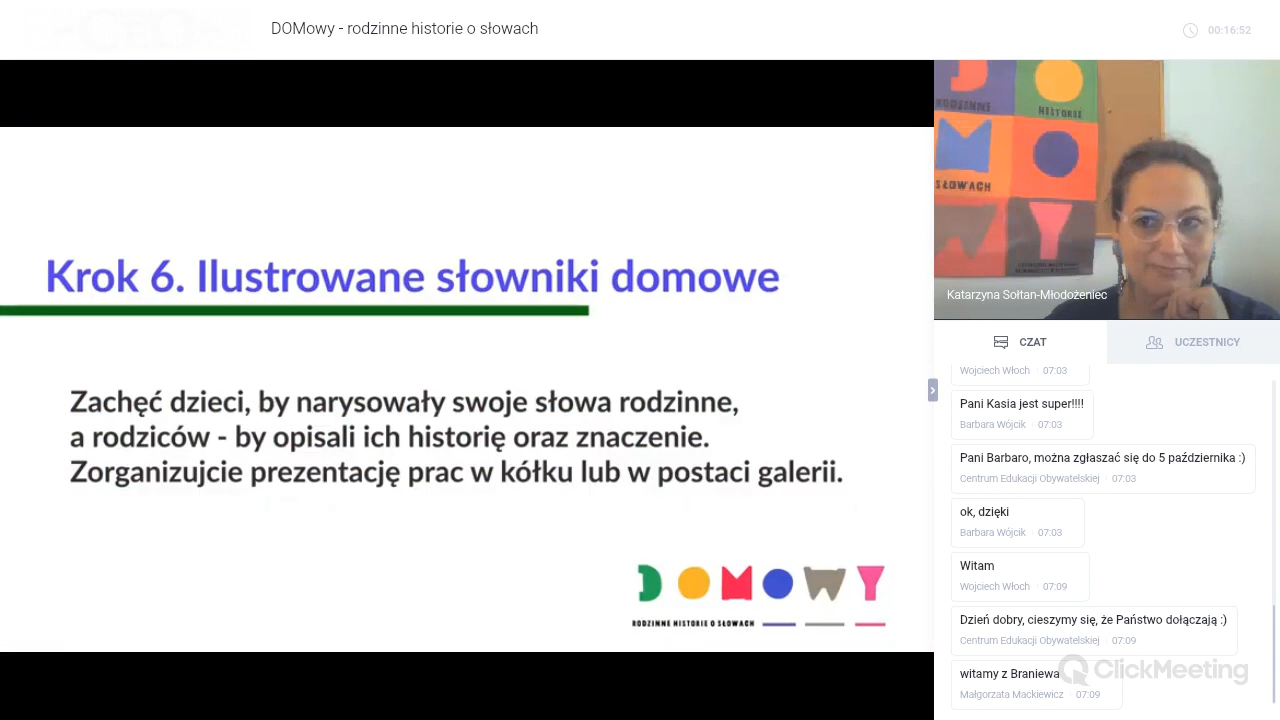 DOMowy - rodzinne historie o słowach
00:16:52
RODZINNE
HISTORIE
SŁOWACH
Katarzyna Sołtan-Młodożeniec
Krok 6. Ilustrowane słowniki domowe
Zachęć dzieci, by narysowały swoje słowa rodzinne,
a rodziców - by opisali ich historię oraz znaczenie.
Zorganizujcie prezentację prac w kółku lub w postaci galerii.
DOMOWY
RODZINNE HISTORIE O SŁOWACH
CZAT
UCZESTNICY
Wojciech Włoch · 07:03
Pani Kasia jest super!!!!
Barbara Wójcik · 07:03
Pani Barbaro, można zgłaszać się do 5 października :)
Centrum Edukacji Obywatelskiej · 07:03
ok, dzięki
Barbara Wójcik · 07:03
Witam
Wojciech Włoch · 07:09
Dzień dobry, cieszymy się, że Państwo dołączają :)
Centrum Edukacji Obywatelskiej · 07:09
witamy z Braniewa
Małgorzata Mackiewicz · 07:09
ClickMeeting